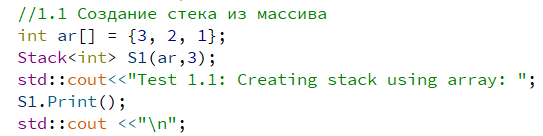 //1.1 Создание стека из массива
int ar[] = {3, 2, 1};
Stack<int> S1(ar,3);
std::cout<<"Test 1.1: Creating stack using array: ";
S1.Print();
std::cout <<"\n";